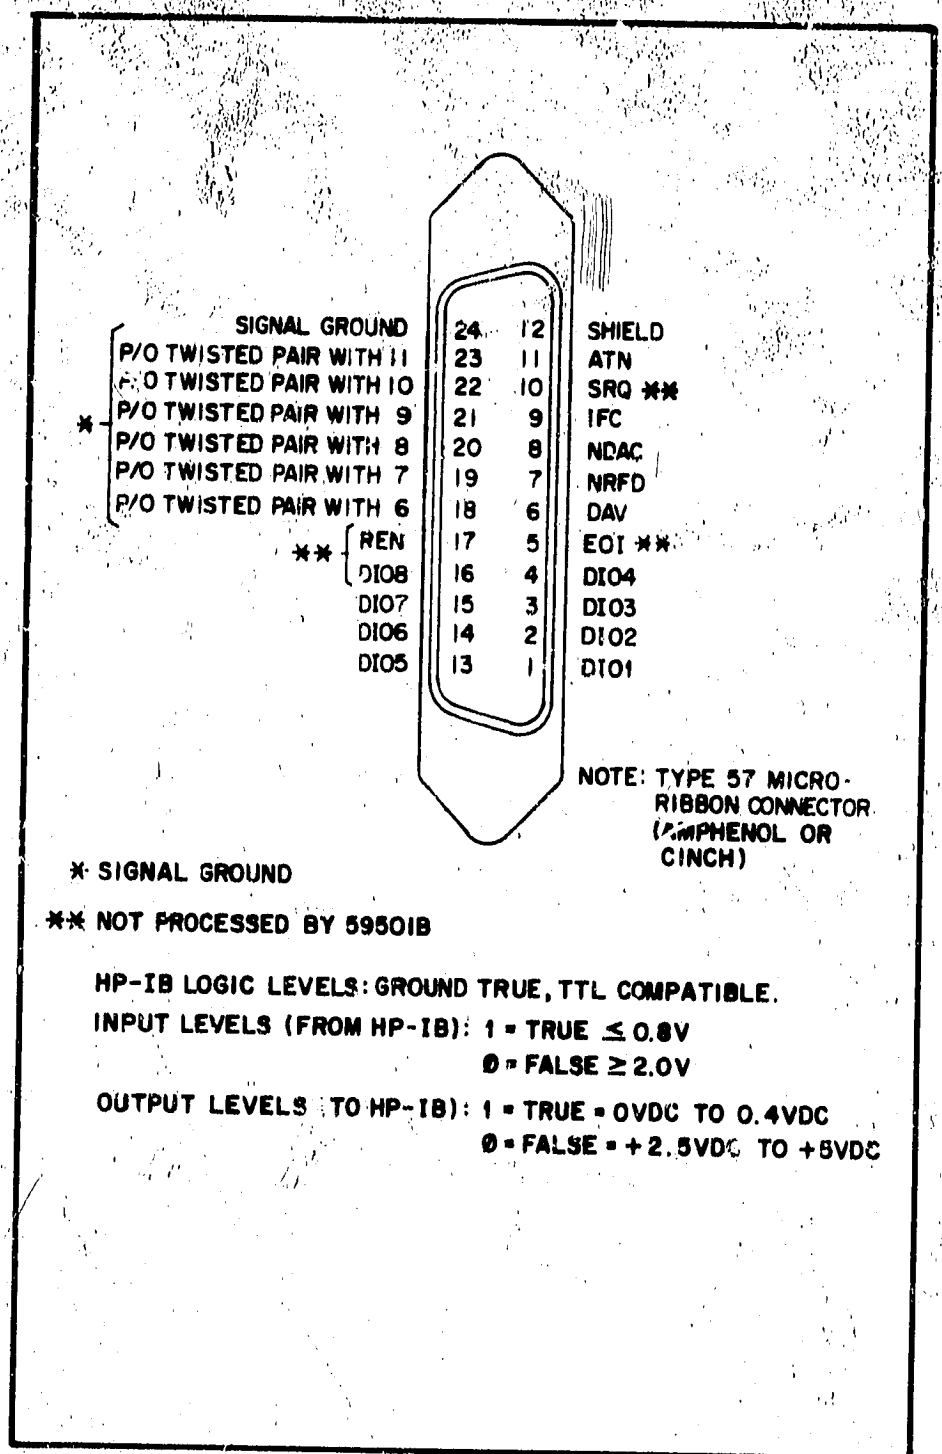 SIGNAL GROUND 24 12 SHIELD
P/O TWISTED PAIR WITH 11 23 11 ATN
P/O TWISTED PAIR WITH 10 22 10 SRQ **
* P/O TWISTED PAIR WITH 9 21 9 IFC
P/O TWISTED PAIR WITH 8 20 8 NDAC
P/O TWISTED PAIR WITH 7 19 7 NRFD
P/O TWISTED PAIR WITH 6 18 6 DAV
** REN 17 5 EOI **
DIO8 16 4 DIO4
DIO7 15 3 DIO3
DIO6 14 2 DIO2
DIO5 13 1 DIO1
NOTE: TYPE 57 MICRO-
RIBBON CONNECTOR
(AMPHENOL OR
CINCH)
* SIGNAL GROUND
** NOT PROCESSED BY 59501B
HP-IB LOGIC LEVELS: GROUND TRUE, TTL COMPATIBLE.
INPUT LEVELS (FROM HP-IB): 1 = TRUE ≤ 0.8V
0 = FALSE ≥ 2.0V
OUTPUT LEVELS (TO HP-IB): 1 = TRUE = 0VDC TO 0.4VDC
0 = FALSE = +2.5VDC TO +5VDC